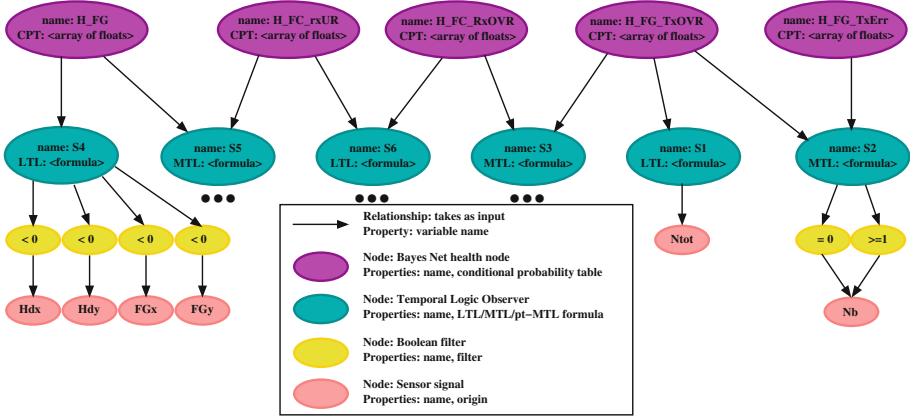 name: H_FG
CPT: <array of floats>
name: H_FC_rxUR
CPT: <array of floats>
name: H_FC_RxOVR
CPT: <array of floats>
name: H_FG_TxOVR
CPT: <array of floats>
name: H_FG_TxErr
CPT: <array of floats>
name: S4
LTL: <formula>
name: S5
MTL: <formula>
name: S6
LTL: <formula>
name: S3
MTL: <formula>
name: S1
LTL: <formula>
name: S2
MTL: <formula>
< 0
< 0
< 0
< 0
Ntot
= 0
>=1
Hdx
Hdy
FGx
FGy
Nb
Relationship: takes as input
Property: variable name
Node: Bayes Net health node
Properties: name, conditional probability table
Node: Temporal Logic Observer
Properties: name, LTL/MTL/pt−MTL formula
Node: Boolean filter
Properties: name, filter
Node: Sensor signal
Properties: name, origin